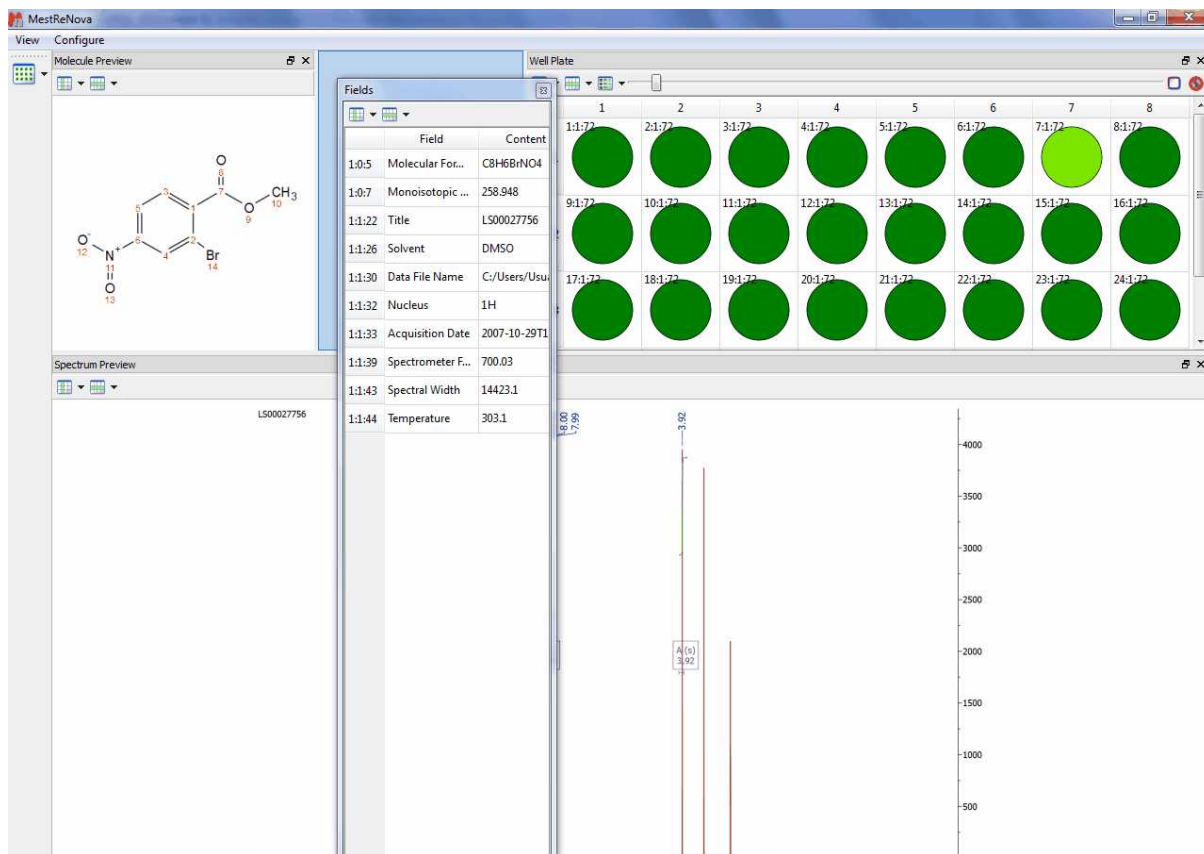 MestReNova
View Configure
Molecule Preview
O
8
3
7
CH3
10
5
1
O
9
6
2
O-
12
N+
11
4
Br
14
O
13
Fields
Field Content
1:0:5 Molecular For... C8H6BrNO4
1:0:7 Monoisotopic ... 258.948
1:1:22 Title LS00027756
1:1:26 Solvent DMSO
1:1:30 Data File Name C:/Users/Usua
1:1:32 Nucleus 1H
1:1:33 Acquisition Date 2007-10-29T1
1:1:39 Spectrometer F... 700.03
1:1:43 Spectral Width 14423.1
1:1:44 Temperature 303.1
Well Plate
1 2 3 4 5 6 7 8
1:1:72 2:1:72 3:1:72 4:1:72 5:1:72 6:1:72 7:1:72 8:1:72
9:1:72 10:1:72 11:1:72 12:1:72 13:1:72 14:1:72 15:1:72 16:1:72
17:1:72 18:1:72 19:1:72 20:1:72 21:1:72 22:1:72 23:1:72 24:1:72
Spectrum Preview
LS00027756
8.00
7.99
3.92
A (s)
3.92
4000
3500
3000
2500
2000
1500
1000
500